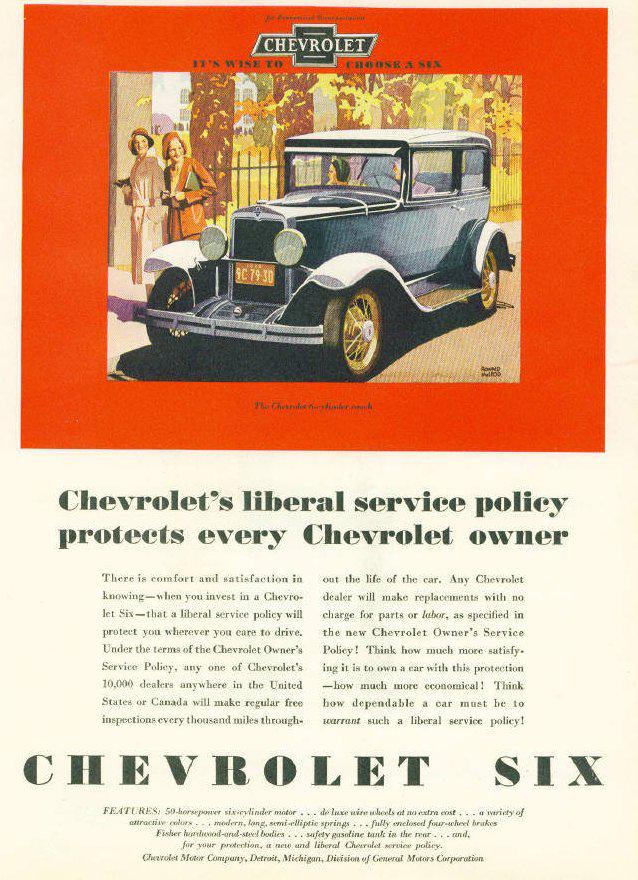 for Economical Transportation
CHEVROLET
IT'S WISE TO CHOOSE A SIX
9C 79 30
RONALD McLEOD
The Chevrolet 6-cylinder coach
Chevrolet's liberal service policy
protects every Chevrolet owner
There is comfort and satisfaction in
knowing—when you invest in a Chevro-
let Six—that a liberal service policy will
protect you wherever you care to drive.
Under the terms of the Chevrolet Owner's
Service Policy, any one of Chevrolet's
10,000 dealers anywhere in the United
States or Canada will make regular free
inspections every thousand miles through-
out the life of the car. Any Chevrolet
dealer will make replacements with no
charge for parts or labor, as specified in
the new Chevrolet Owner's Service
Policy! Think how much more satisfy-
ing it is to own a car with this protection
—how much more economical! Think
how dependable a car must be to
warrant such a liberal service policy!
CHEVROLET SIX
FEATURES: 50-horsepower six-cylinder motor . . . de luxe wire wheels at no extra cost . . . a variety of
attractive colors . . . modern, long, semi-elliptic springs . . . fully enclosed four-wheel brakes
Fisher hardwood-and-steel bodies . . . safety gasoline tank in the rear . . . and,
for your protection, a new and liberal Chevrolet service policy.
Chevrolet Motor Company, Detroit, Michigan, Division of General Motors Corporation